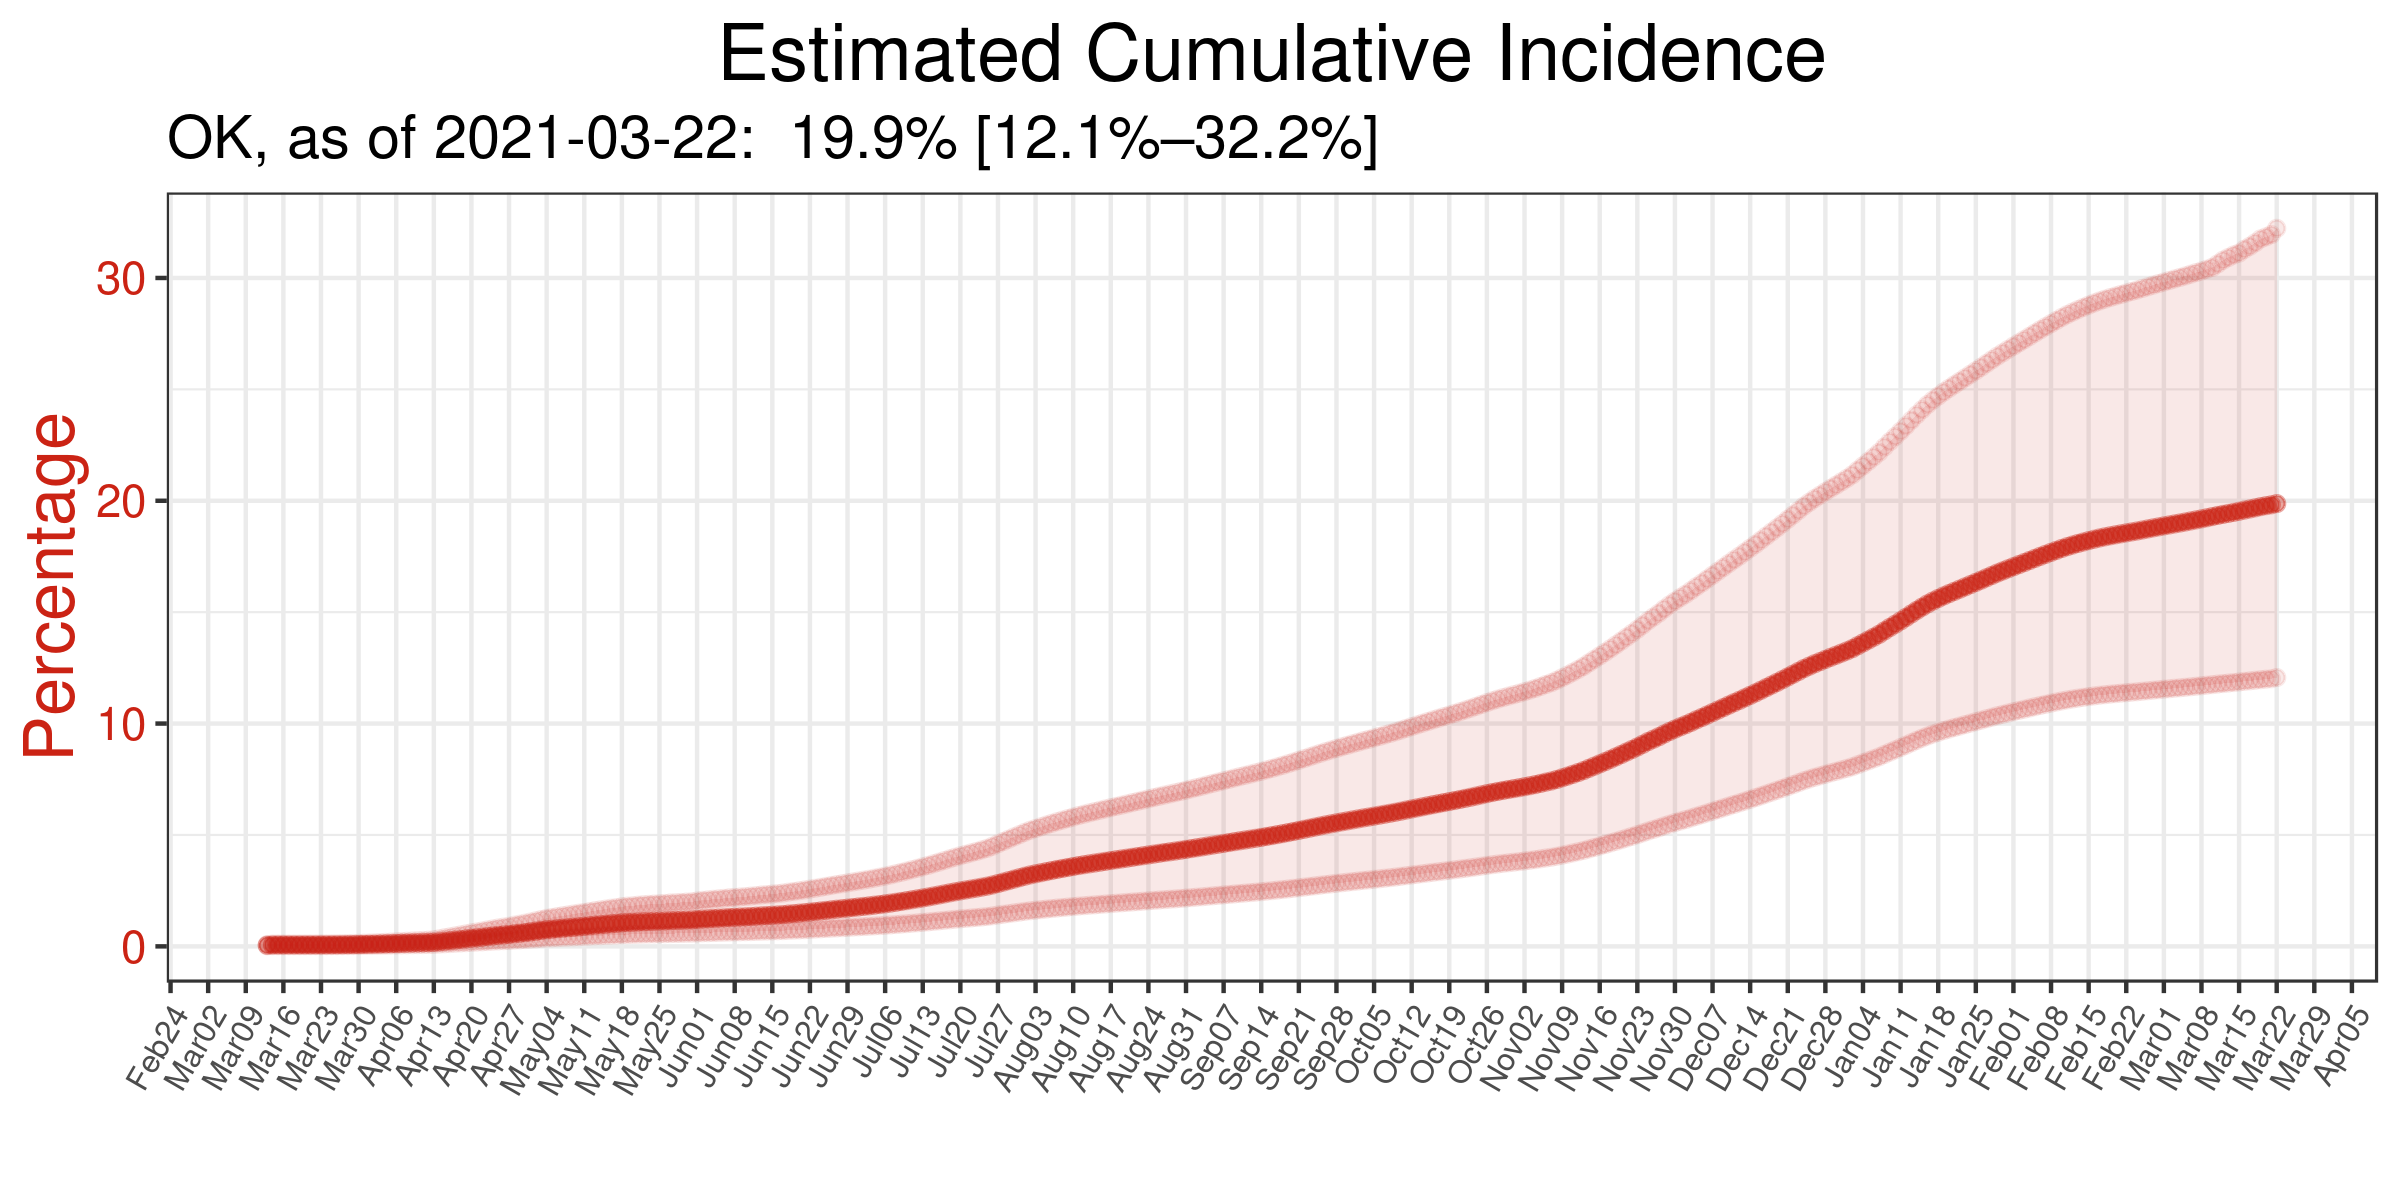 Estimated Cumulative Incidence
OK, as of 2021-03-22:  19.9% [12.1%–32.2%]
Percentage
30
20
10
0
Feb24
Mar02
Mar09
Mar16
Mar23
Mar30
Apr06
Apr13
Apr20
Apr27
May04
May11
May18
May25
Jun01
Jun08
Jun15
Jun22
Jun29
Jul06
Jul13
Jul20
Jul27
Aug03
Aug10
Aug17
Aug24
Aug31
Sep07
Sep14
Sep21
Sep28
Oct05
Oct12
Oct19
Oct26
Nov02
Nov09
Nov16
Nov23
Nov30
Dec07
Dec14
Dec21
Dec28
Jan04
Jan11
Jan18
Jan25
Feb01
Feb08
Feb15
Feb22
Mar01
Mar08
Mar15
Mar22
Mar29
Apr05